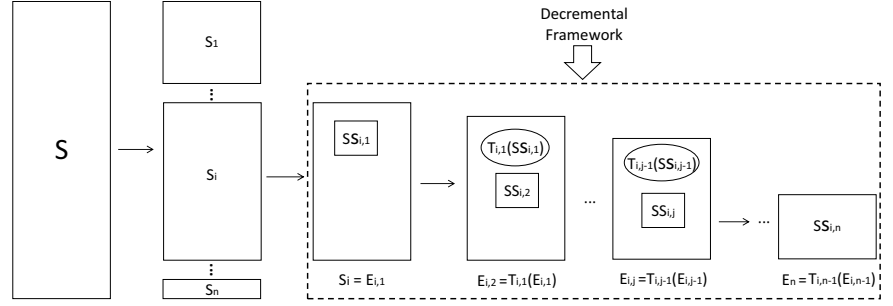 Decremental
Framework
S
S1
⋮
Si
⋮
Sn
SSi,1
Si = Ei,1
Ti,1(SSi,1)
SSi,2
Ei,2 =Ti,1(Ei,1)
...
Ti,j-1(SSi,j-1)
SSi,j
Ei,j=Ti,j-1(Ei,j-1)
...
SSi,n
En =Ti,n-1(Ei,n-1)